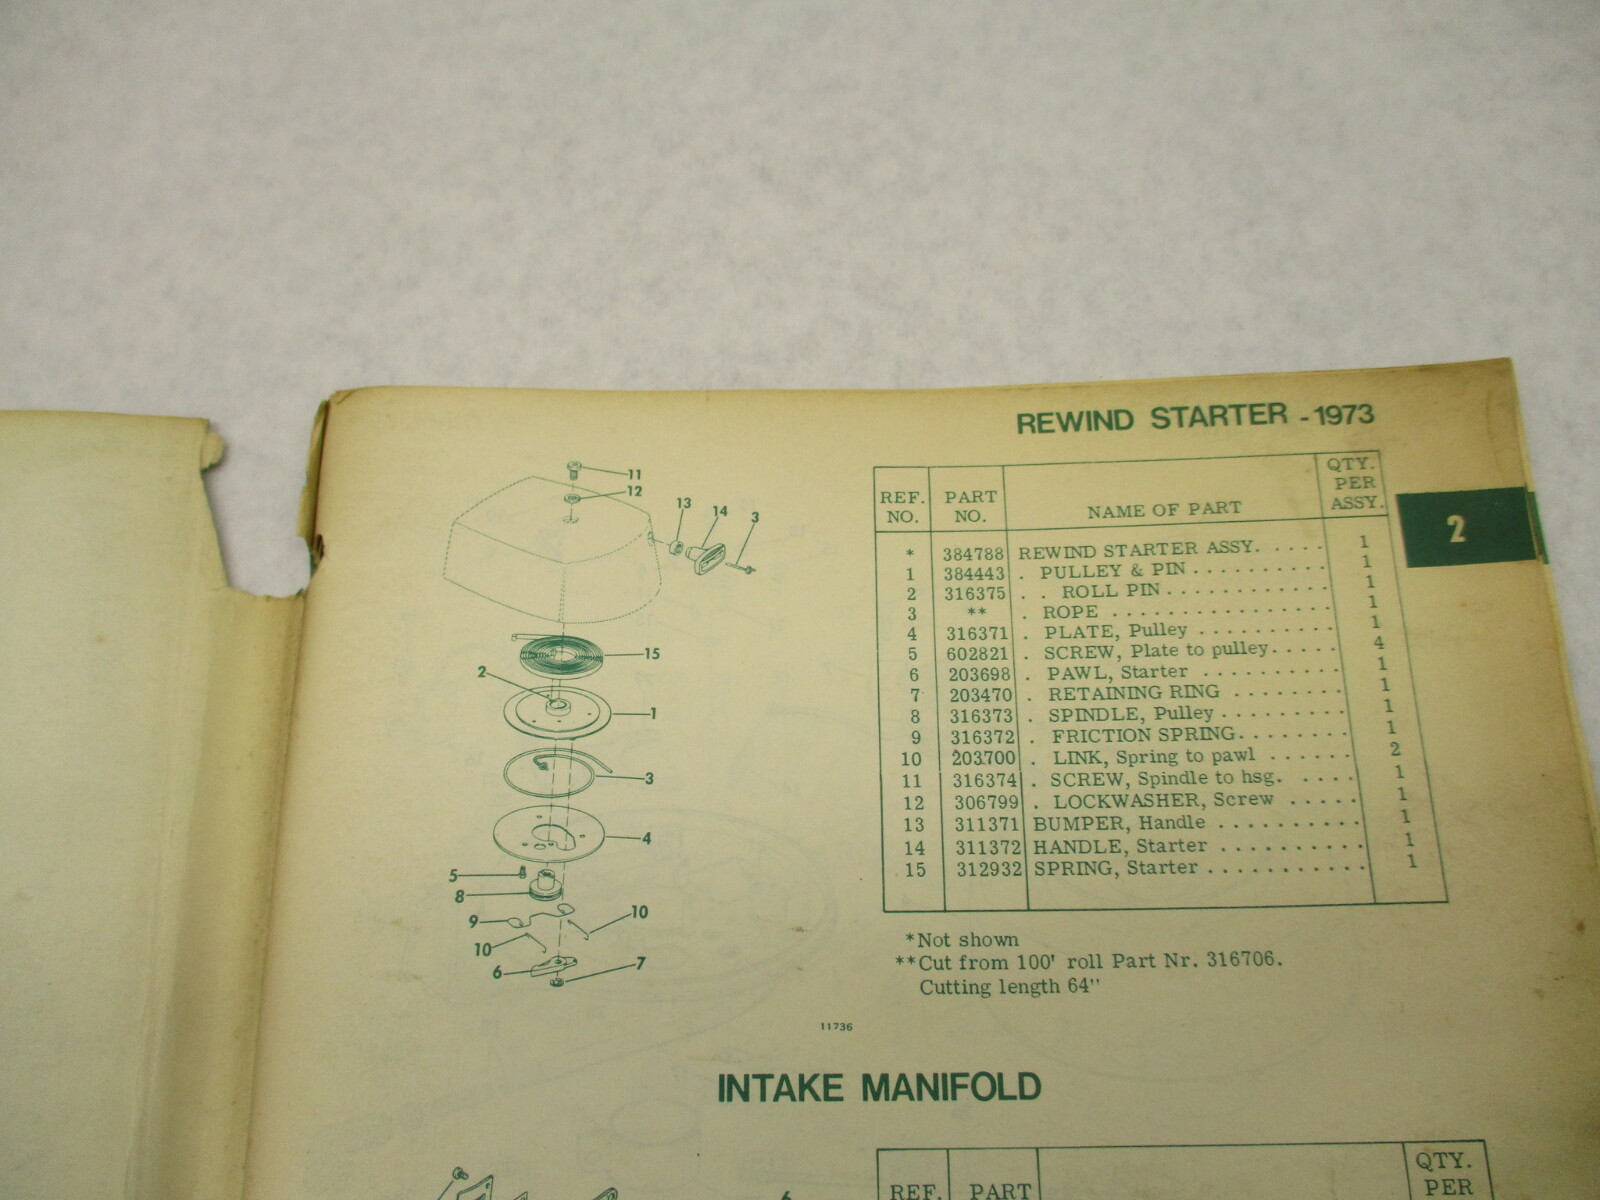 REWIND STARTER - 1973
11
12
13
14
3
15
2
1
3
4
5
8
9
10
10
6
7
REF. NO. PART NO. NAME OF PART QTY. PER ASSY.
* 384788 REWIND STARTER ASSY. . . . . 1
1 384443 . PULLEY & PIN . . . . . . . . . . 1
2 316375 . . ROLL PIN . . . . . . . . . . . . 1
3 ** . ROPE . . . . . . . . . . . . . . . . 1
4 316371 . PLATE, Pulley . . . . . . . . . . 1
5 602821 . SCREW, Plate to pulley . . . . . 4
6 203698 . PAWL, Starter . . . . . . . . . . 1
7 203470 . RETAINING RING . . . . . . . . 1
8 316373 . SPINDLE, Pulley . . . . . . . . . 1
9 316372 . FRICTION SPRING . . . . . . . . 1
10 203700 . LINK, Spring to pawl . . . . . . 2
11 316374 . SCREW, Spindle to hsg. . . . . 1
12 306799 . LOCKWASHER, Screw . . . . . 1
13 311371 BUMPER, Handle . . . . . . . . . . 1
14 311372 HANDLE, Starter . . . . . . . . . . 1
15 312932 SPRING, Starter . . . . . . . . . . . 1
2
*Not shown
**Cut from 100' roll Part Nr. 316706.
Cutting length 64"
11736
INTAKE MANIFOLD
6
REF. PART QTY. PER